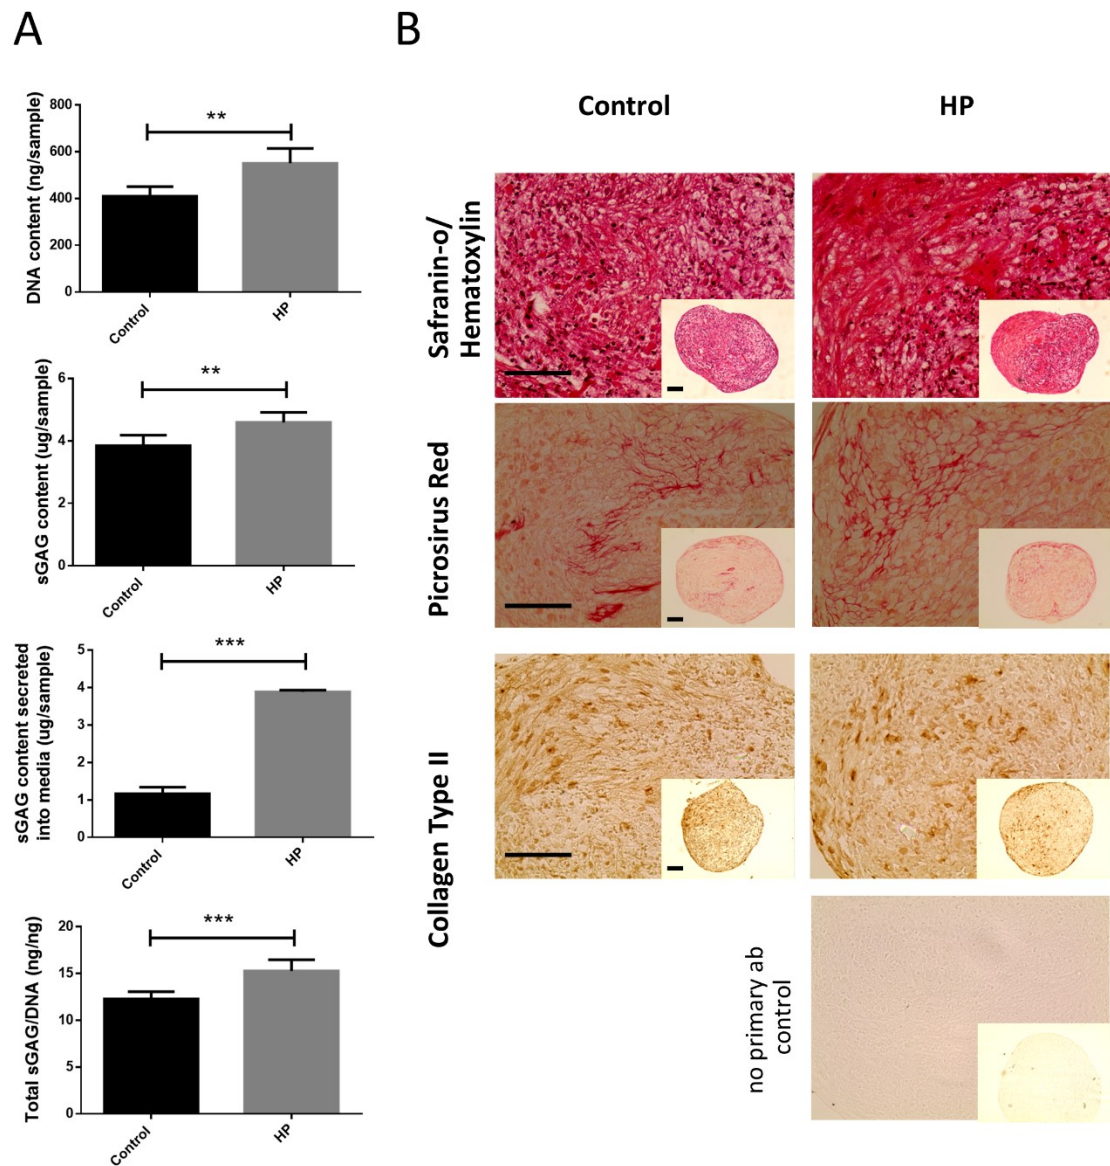 A
DNA content (ng/sample)
800
600
400
200
0
**
Control
HP
sGAG content (ug/sample)
6
4
2
0
**
Control
HP
sGAG content secreted
into media (ug/sample)
5
4
3
2
1
0
***
Control
HP
Total sGAG/DNA (ng/ng)
20
15
10
5
0
***
Control
HP
B
Control
HP
Safranin-o/
Hematoxylin
Picrosirus Red
Collagen Type II
no primary ab
control